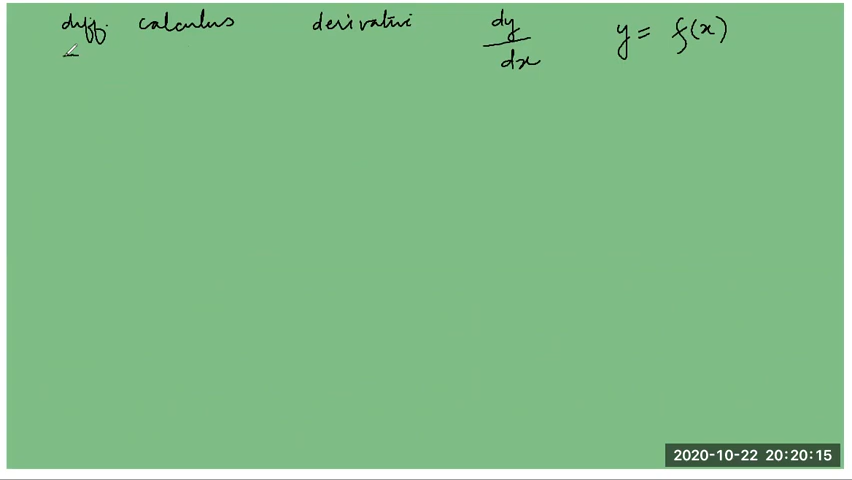 diff. calculus derivative dy/dx y = f(x)
2020-10-22 20:20:15